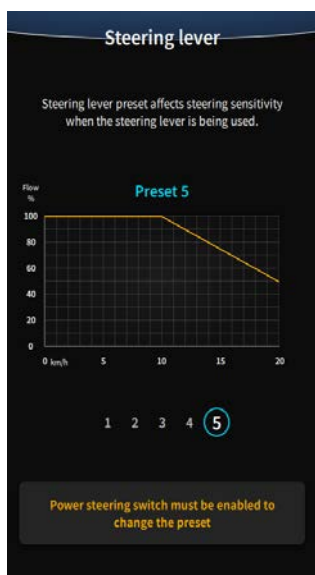 Steering lever
Steering lever preset affects steering sensitivity
when the steering lever is being used.
Flow
%
Preset 5
100
80
60
40
20
0
0 km/h 5 10 15 20
1 2 3 4 5
Power steering switch must be enabled to
change the preset